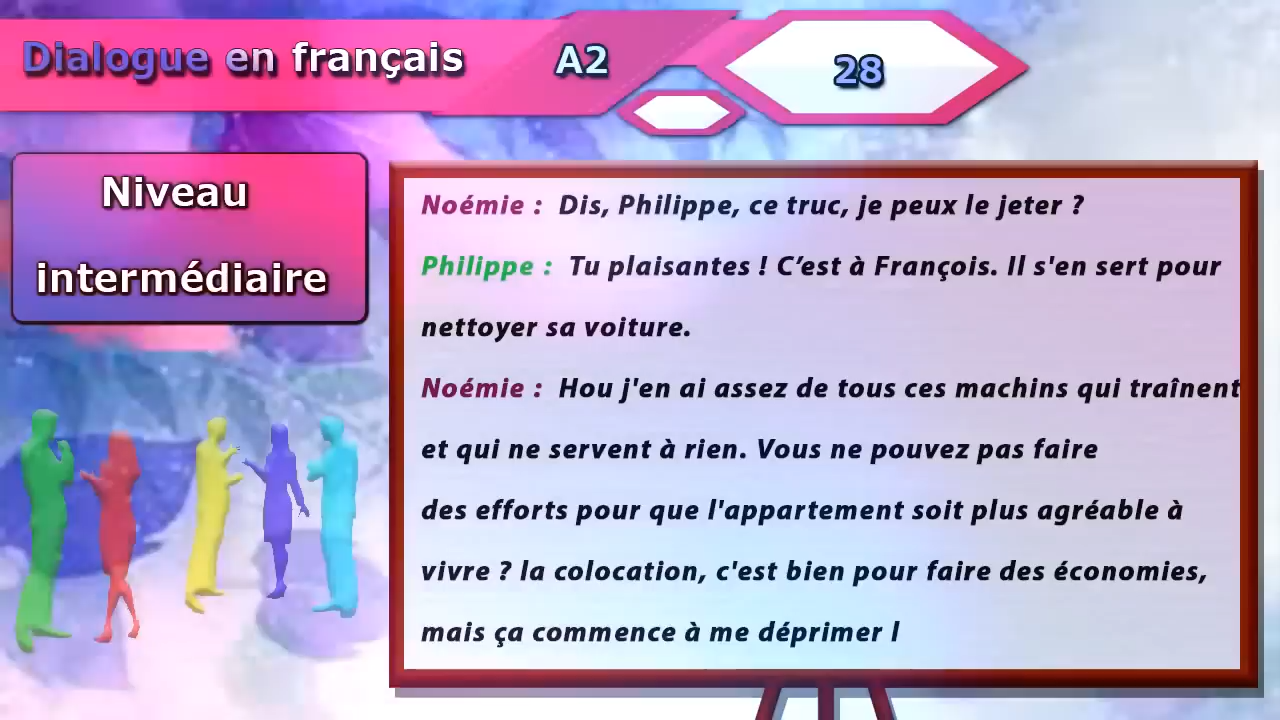 Dialogue en français
A2
28
Niveau
intermédiaire
Noémie : Dis, Philippe, ce truc, je peux le jeter ?
Philippe : Tu plaisantes ! C’est à François. Il s'en sert pour
nettoyer sa voiture.
Noémie : Hou j'en ai assez de tous ces machins qui traînent
et qui ne servent à rien. Vous ne pouvez pas faire
des efforts pour que l'appartement soit plus agréable à
vivre ? la colocation, c'est bien pour faire des économies,
mais ça commence à me déprimer l